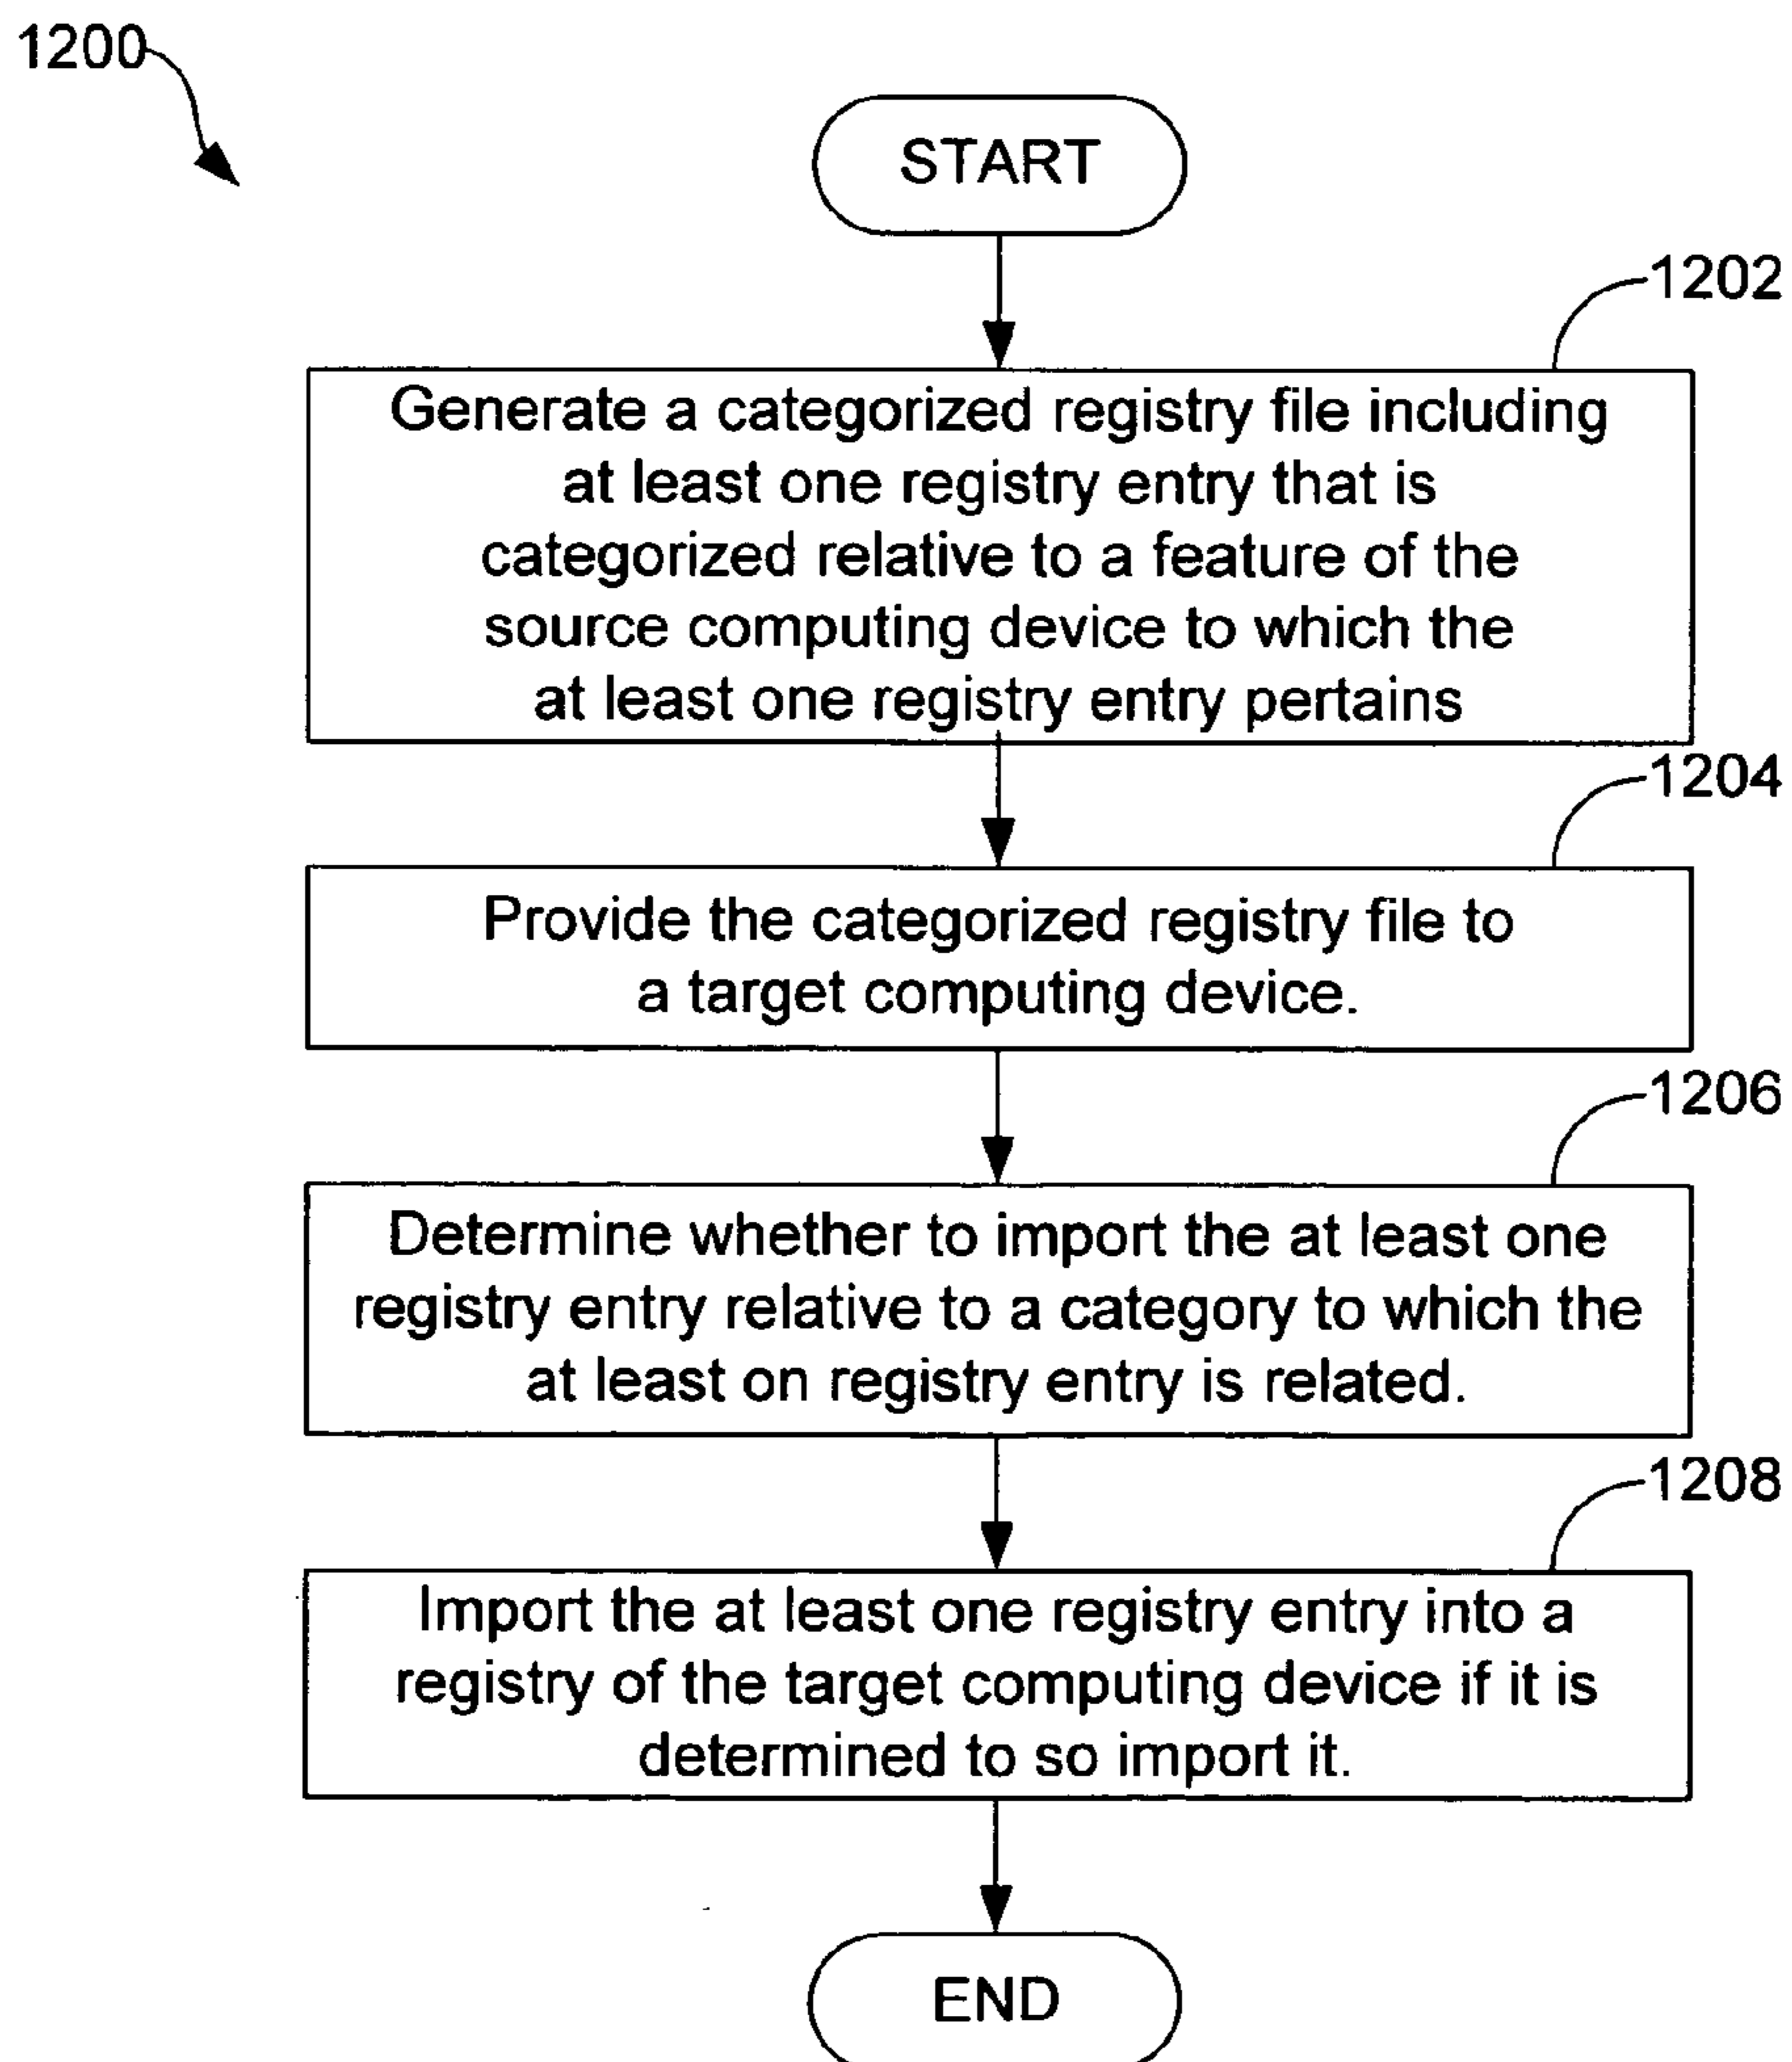 1200
START
1202
Generate a categorized registry file including
at least one registry entry that is
categorized relative to a feature of the
source computing device to which the
at least one registry entry pertains
1204
Provide the categorized registry file to
a target computing device.
1206
Determine whether to import the at least one
registry entry relative to a category to which the
at least on registry entry is related.
1208
Import the at least one registry entry into a
registry of the target computing device if it is
determined to so import it.
END